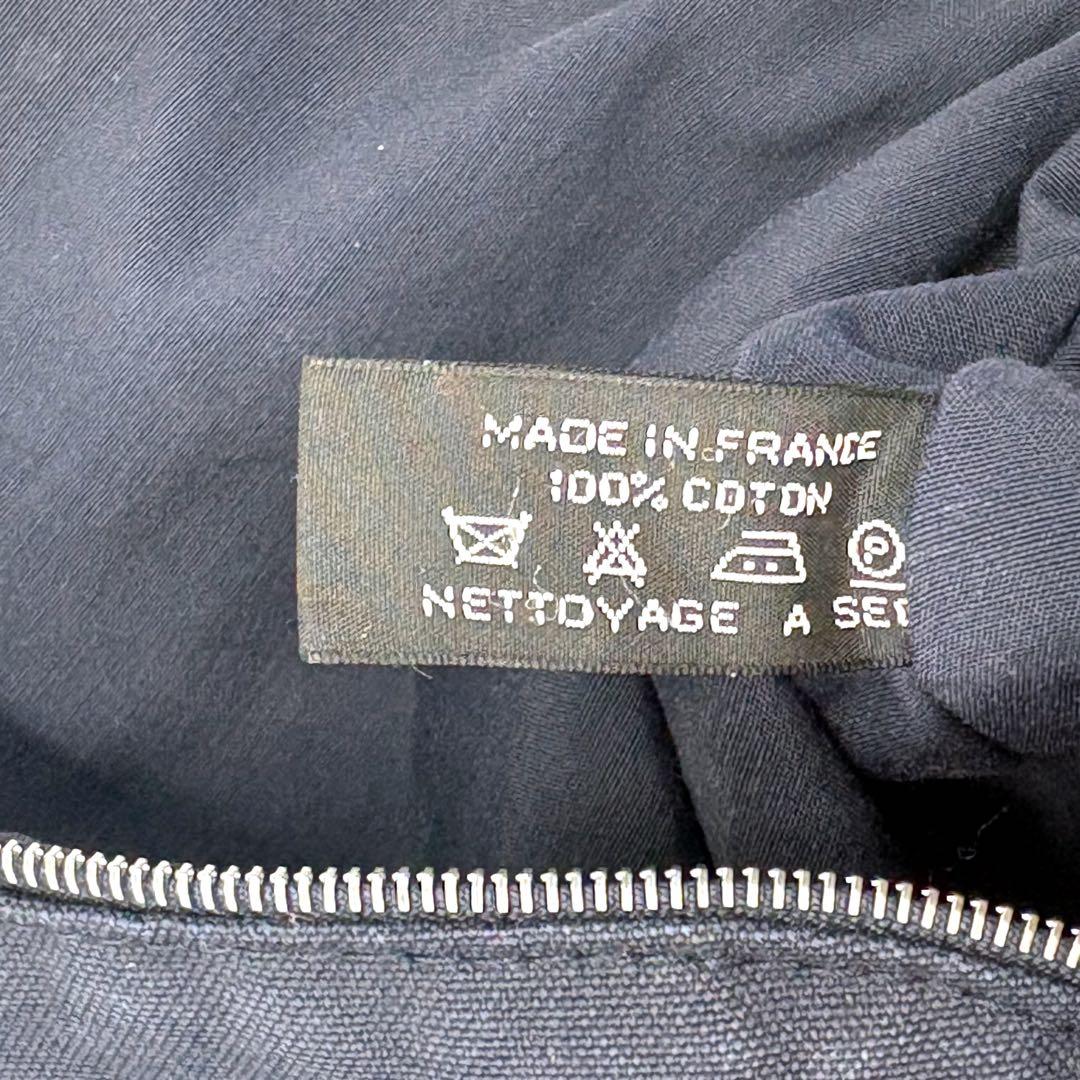 MADE IN FRANCE
100% COTON
P
NETTOYAGE A SEC